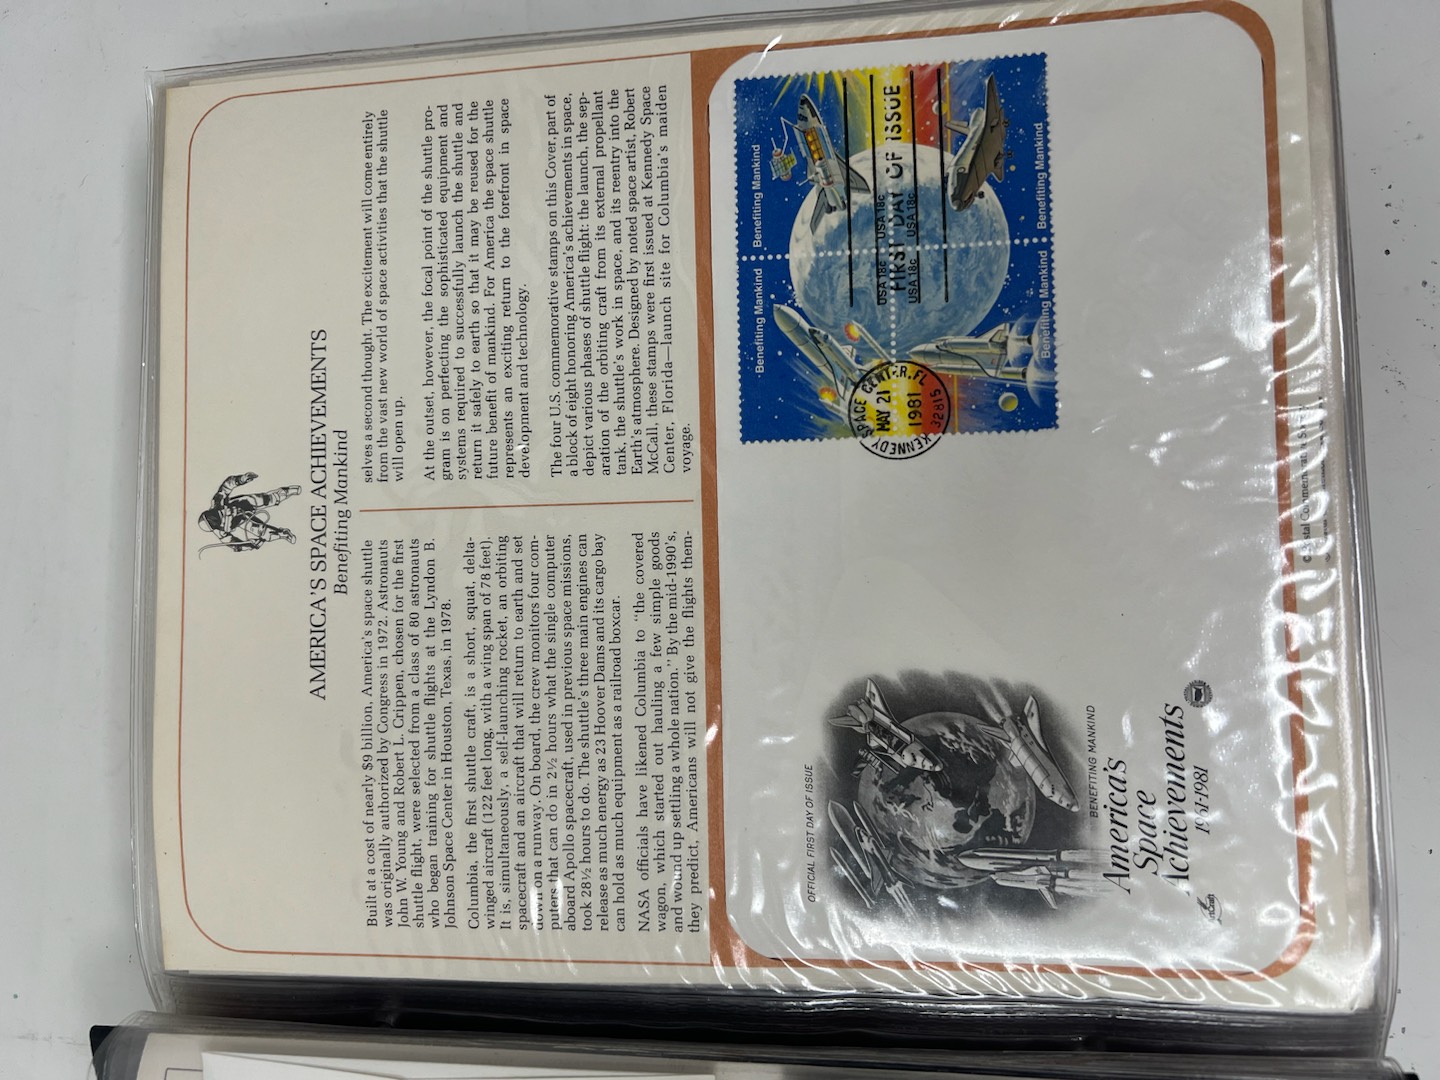 AMERICA'S SPACE ACHIEVEMENTS
Benefiting Mankind
Built at a cost of nearly $9 billion, America's space shuttle
was originally authorized by Congress in 1972. Astronauts
John W. Young and Robert L. Crippen, chosen for the first
shuttle flight, were selected from a class of 80 astronauts
who began training for shuttle flights at the Lyndon B.
Johnson Space Center in Houston, Texas, in 1978.
Columbia, the first shuttle craft, is a short, squat, delta-
winged aircraft (122 feet long, with a wing span of 78 feet).
It is, simultaneously, a self-launching rocket, an orbiting
spacecraft and an aircraft that will return to earth and set
down on a runway. On board, the crew monitors four com-
puters that can do in 2½ hours what the single computer
aboard Apollo spacecraft, used in previous space missions,
took 28½ hours to do. The shuttle's three main engines can
release as much energy as 23 Hoover Dams and its cargo bay
can hold as much equipment as a railroad boxcar.
NASA officials have likened Columbia to "the covered
wagon, which started out hauling a few simple goods
and wound up settling a whole nation." By the mid-1990's,
they predict, Americans will not give the flights them-
selves a second thought. The excitement will come entirely
from the vast new world of space activities that the shuttle
will open up.
At the outset, however, the focal point of the shuttle pro-
gram is on perfecting the sophisticated equipment and
systems required to successfully launch the shuttle and
return it safely to earth so that it may be reused for the
future benefit of mankind. For America the space shuttle
represents an exciting return to the forefront in space
development and technology.
The four U.S. commemorative stamps on this Cover, part of
a block of eight honoring America's achievements in space,
depict various phases of shuttle flight: the launch, the sep-
aration of the orbiting craft from its external propellant
tank, the shuttle's work in space, and its reentry into the
Earth's atmosphere. Designed by noted space artist, Robert
McCall, these stamps were first issued at Kennedy Space
Center, Florida—launch site for Columbia's maiden
voyage.
Benefiting Mankind
Benefiting Mankind
USA 18c
USA 18c
FIRST DAY OF ISSUE
USA 18c
USA 18c
Benefiting Mankind
Benefiting Mankind
KENNEDY SPACE CENTER, FL
MAY 21
1981
32815
OFFICIAL FIRST DAY OF ISSUE
BENEFITING MANKIND
America's
Space
Achievements
1961-1981
ArtCraft